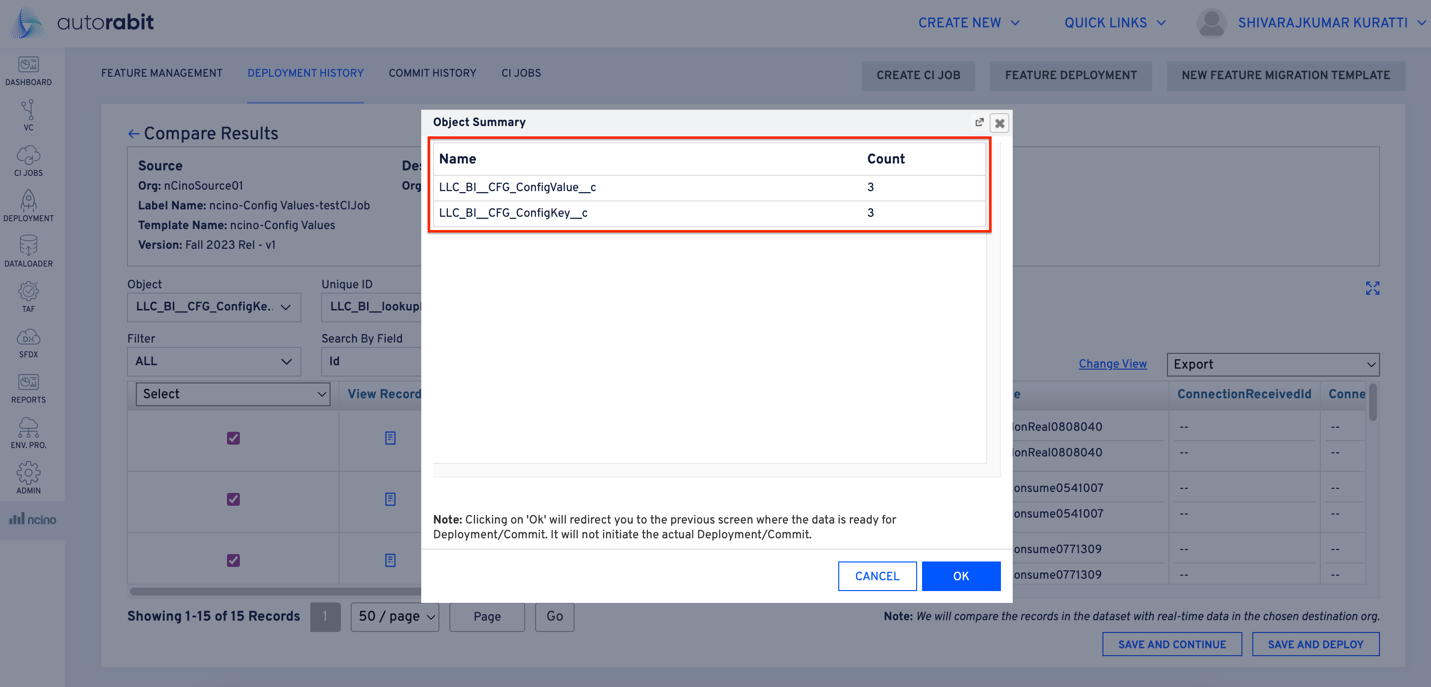 autorabit
CREATE NEW
QUICK LINKS
SHIVARAJKUMAR KURATTI
DASHBOARD
VC
CI JOBS
DEPLOYMENT
DATALOADER
TAF
SFDX
REPORTS
ENV. PRO.
ADMIN
ncino
FEATURE MANAGEMENT DEPLOYMENT HISTORY COMMIT HISTORY CI JOBS
CREATE CI JOB FEATURE DEPLOYMENT NEW FEATURE MIGRATION TEMPLATE
← Compare Results
Source
Org: nCinoSource01
Label Name: ncino-Config Values-testCIJob
Template Name: ncino-Config Values
Version: Fall 2023 Rel - v1
Des
Org
Object
LLC_BI__CFG_ConfigKe..
Unique ID
LLC_BI__lookup
Filter
ALL
Search By Field
Id
Change View
Export
Select
View Record
e
ConnectionReceivedId
Conne
ionReal0808040 -- --
ionReal0808040 -- --
onsume0541007 -- --
onsume0541007 -- --
onsume0771309 -- --
onsume0771309 -- --
Showing 1-15 of 15 Records
1
50 / page
Page
Go
Note: We will compare the records in the dataset with real-time data in the chosen destination org.
SAVE AND CONTINUE
SAVE AND DEPLOY
Object Summary
Name Count
LLC_BI__CFG_ConfigValue__c 3
LLC_BI__CFG_ConfigKey__c 3
Note: Clicking on 'Ok' will redirect you to the previous screen where the data is ready for
Deployment/Commit. It will not initiate the actual Deployment/Commit.
CANCEL
OK